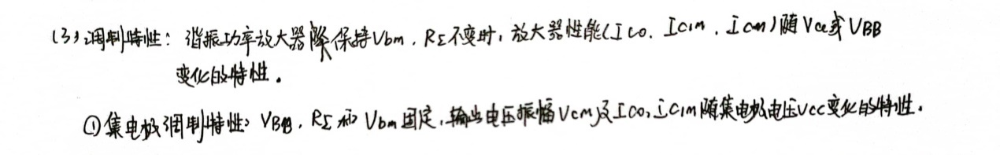 (3) 调制特性：谐振功率放大器 保持Vbm，RΣ不变时，放大器性能(Ico，Ic1m，Icm)随Vcc或VBB
变化的特性．
①集电极调制特性：VBB，RΣ和Vbm固定，输出电压振幅Vcm及Ico，ic1m随集电极电压Vcc变化的特性．